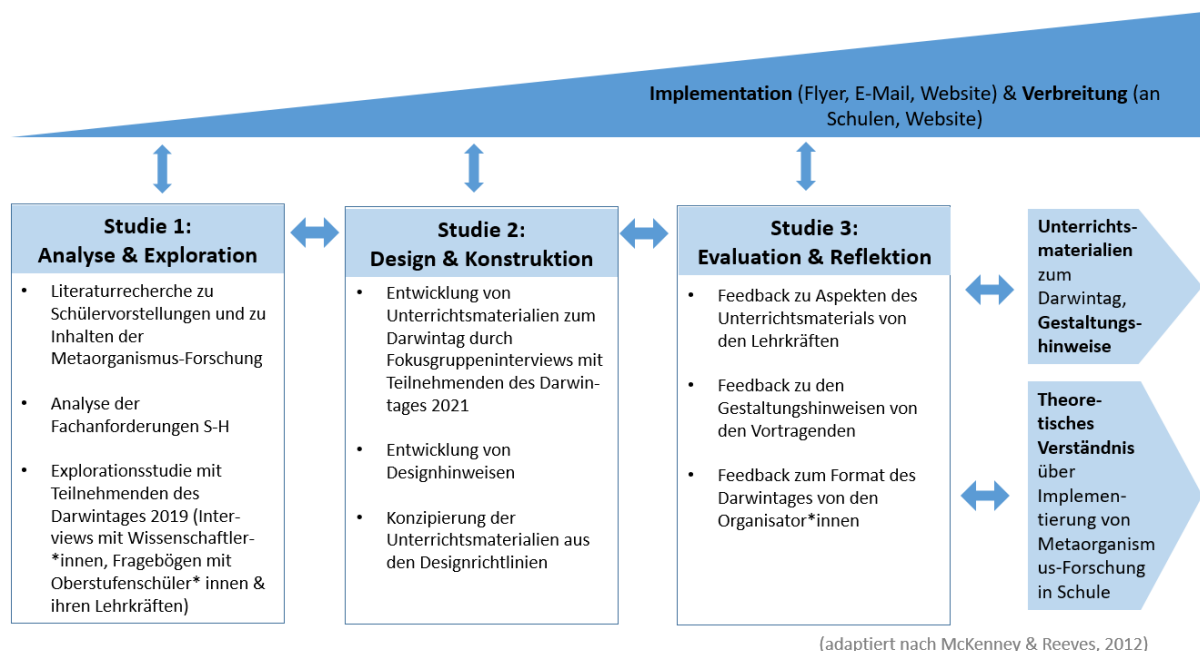 Implementation (Flyer, E-Mail, Website) & Verbreitung (an
Schulen, Website)
Studie 1:
Analyse & Exploration
• Literaturrecherche zu
Schülervorstellungen und zu
Inhalten der
Metaorganismus-Forschung
• Analyse der
Fachanforderungen S-H
• Explorationsstudie mit
Teilnehmenden des
Darwintages 2019 (Inter-
views mit Wissenschaftler-
*innen, Fragebögen mit
Oberstufenschüler* innen &
ihren Lehrkräften)
Studie 2:
Design & Konstruktion
• Entwicklung von
Unterrichtsmaterialien zum
Darwintag durch
Fokusgruppeninterviews mit
Teilnehmenden des Darwin-
tages 2021
• Entwicklung von
Designhinweisen
• Konzipierung der
Unterrichtsmaterialien aus
den Designrichtlinien
Studie 3:
Evaluation & Reflektion
• Feedback zu Aspekten des
Unterrichtsmaterials von
den Lehrkräften
• Feedback zu den
Gestaltungshinweisen von
den Vortragenden
• Feedback zum Format des
Darwintages von den
Organisator*innen
Unterrichts-
materialien
zum
Darwintag,
Gestaltungs-
hinweise
Theore-
tisches
Verständnis
über
Implemen-
tierung von
Metaorganism
us-Forschung
in Schule
(adaptiert nach McKenney & Reeves, 2012)